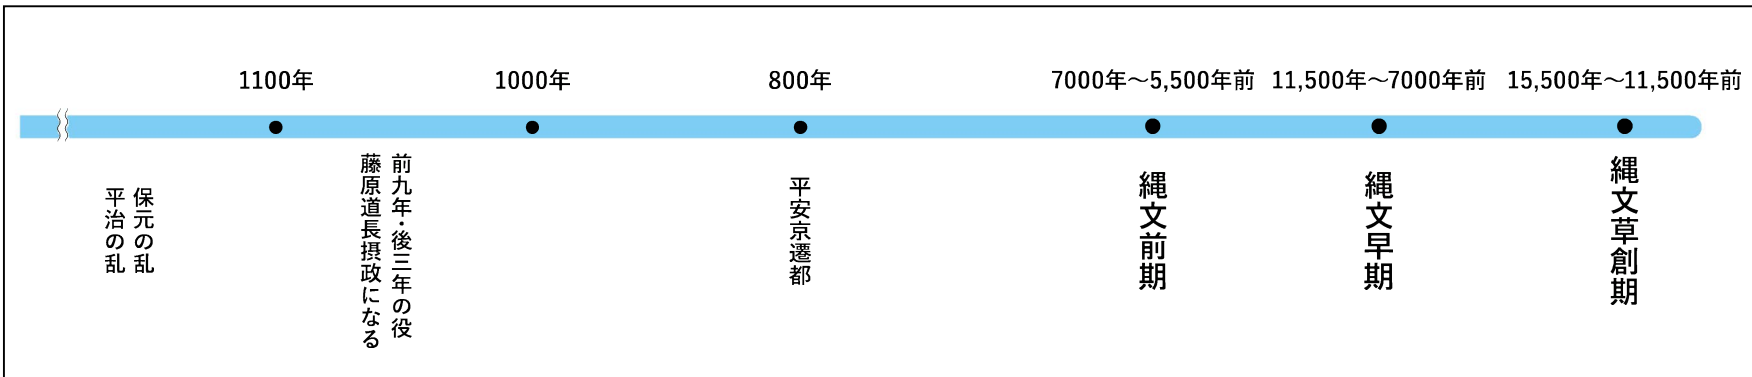 1100年
1000年
800年
7000年～5,500年前
11,500年～7000年前
15,500年～11,500年前
縄文草創期
縄文早期
縄文前期
平安京遷都
前九年・後三年の役
藤原道長摂政になる
保元の乱
平治の乱